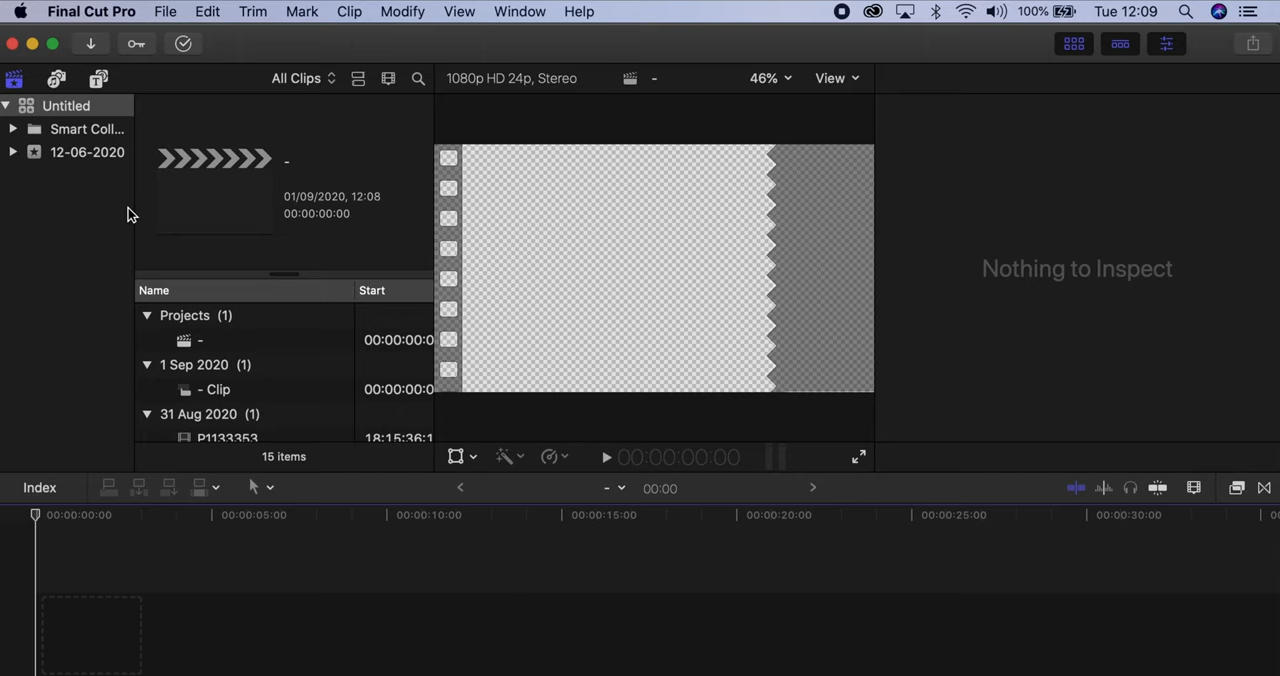 Final Cut Pro File Edit Trim Mark Clip Modify View Window Help 100% Tue 12:09
All Clips 1080p HD 24p, Stereo - 46% View
Untitled
Smart Coll...
12-06-2020
-
01/09/2020, 12:08
00:00:00:00
Nothing to Inspect
Name Start
Projects (1)
- 00:00:00:0
1 Sep 2020 (1)
- Clip 00:00:00:0
31 Aug 2020 (1)
P1133353 18:15:36:1
15 items 00:00:00:00
Index - 00:00
00:00:00:00 00:00:05:00 00:00:10:00 00:00:15:00 00:00:20:00 00:00:25:00 00:00:30:00